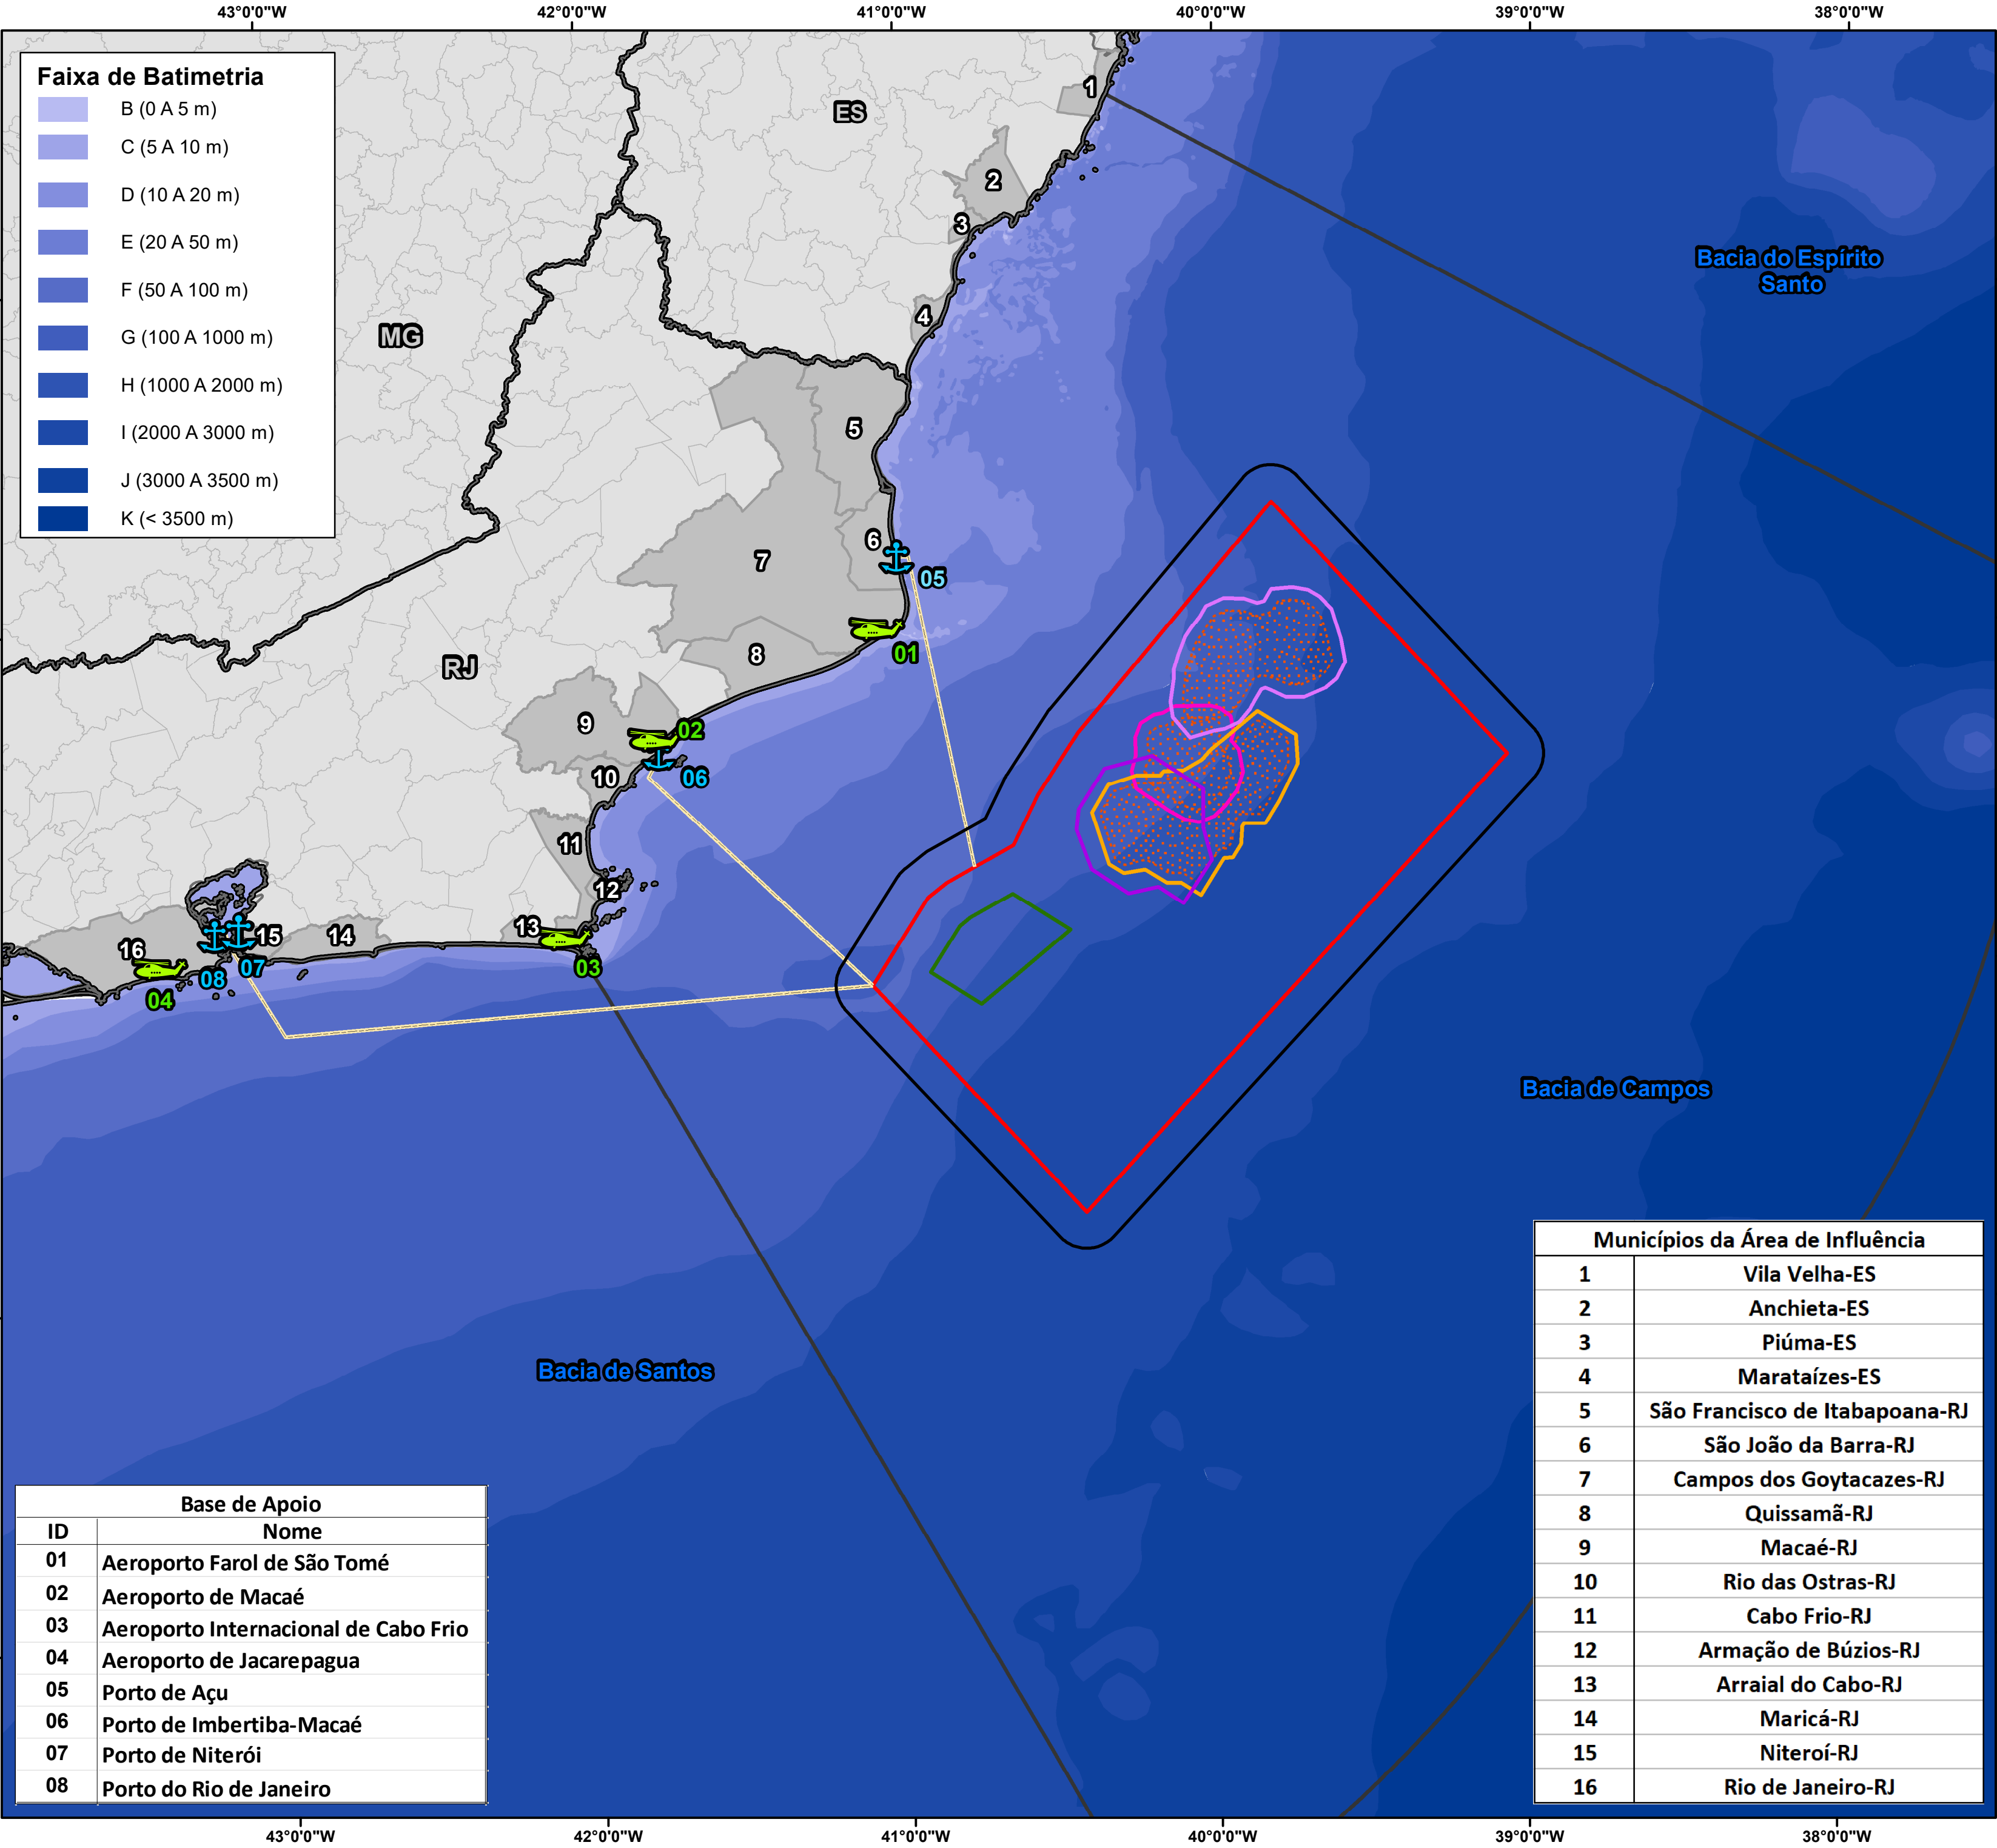 43°0'0"W 42°0'0"W 41°0'0"W 40°0'0"W 39°0'0"W 38°0'0"W
Faixa de Batimetria
B (0 A 5 m)
C (5 A 10 m)
D (10 A 20 m)
E (20 A 50 m)
F (50 A 100 m)
G (100 A 1000 m)
H (1000 A 2000 m)
I (2000 A 3000 m)
J (3000 A 3500 m)
K (< 3500 m)
ES
MG
RJ
1
2
3
4
5
6
7
8
9
10
11
12
13
14
15
16
05
01
02
06
03
07
08
04
Bacia do Espírito
Santo
Bacia de Campos
Bacia de Santos
Base de Apoio
ID Nome
01 Aeroporto Farol de São Tomé
02 Aeroporto de Macaé
03 Aeroporto Internacional de Cabo Frio
04 Aeroporto de Jacarepagua
05 Porto de Açu
06 Porto de Imbertiba-Macaé
07 Porto de Niterói
08 Porto do Rio de Janeiro
Municípios da Área de Influência
1 Vila Velha-ES
2 Anchieta-ES
3 Piúma-ES
4 Marataízes-ES
5 São Francisco de Itabapoana-RJ
6 São João da Barra-RJ
7 Campos dos Goytacazes-RJ
8 Quissamã-RJ
9 Macaé-RJ
10 Rio das Ostras-RJ
11 Cabo Frio-RJ
12 Armação de Búzios-RJ
13 Arraial do Cabo-RJ
14 Maricá-RJ
15 Niteroí-RJ
16 Rio de Janeiro-RJ
43°0'0"W 42°0'0"W 41°0'0"W 40°0'0"W 39°0'0"W 38°0'0"W